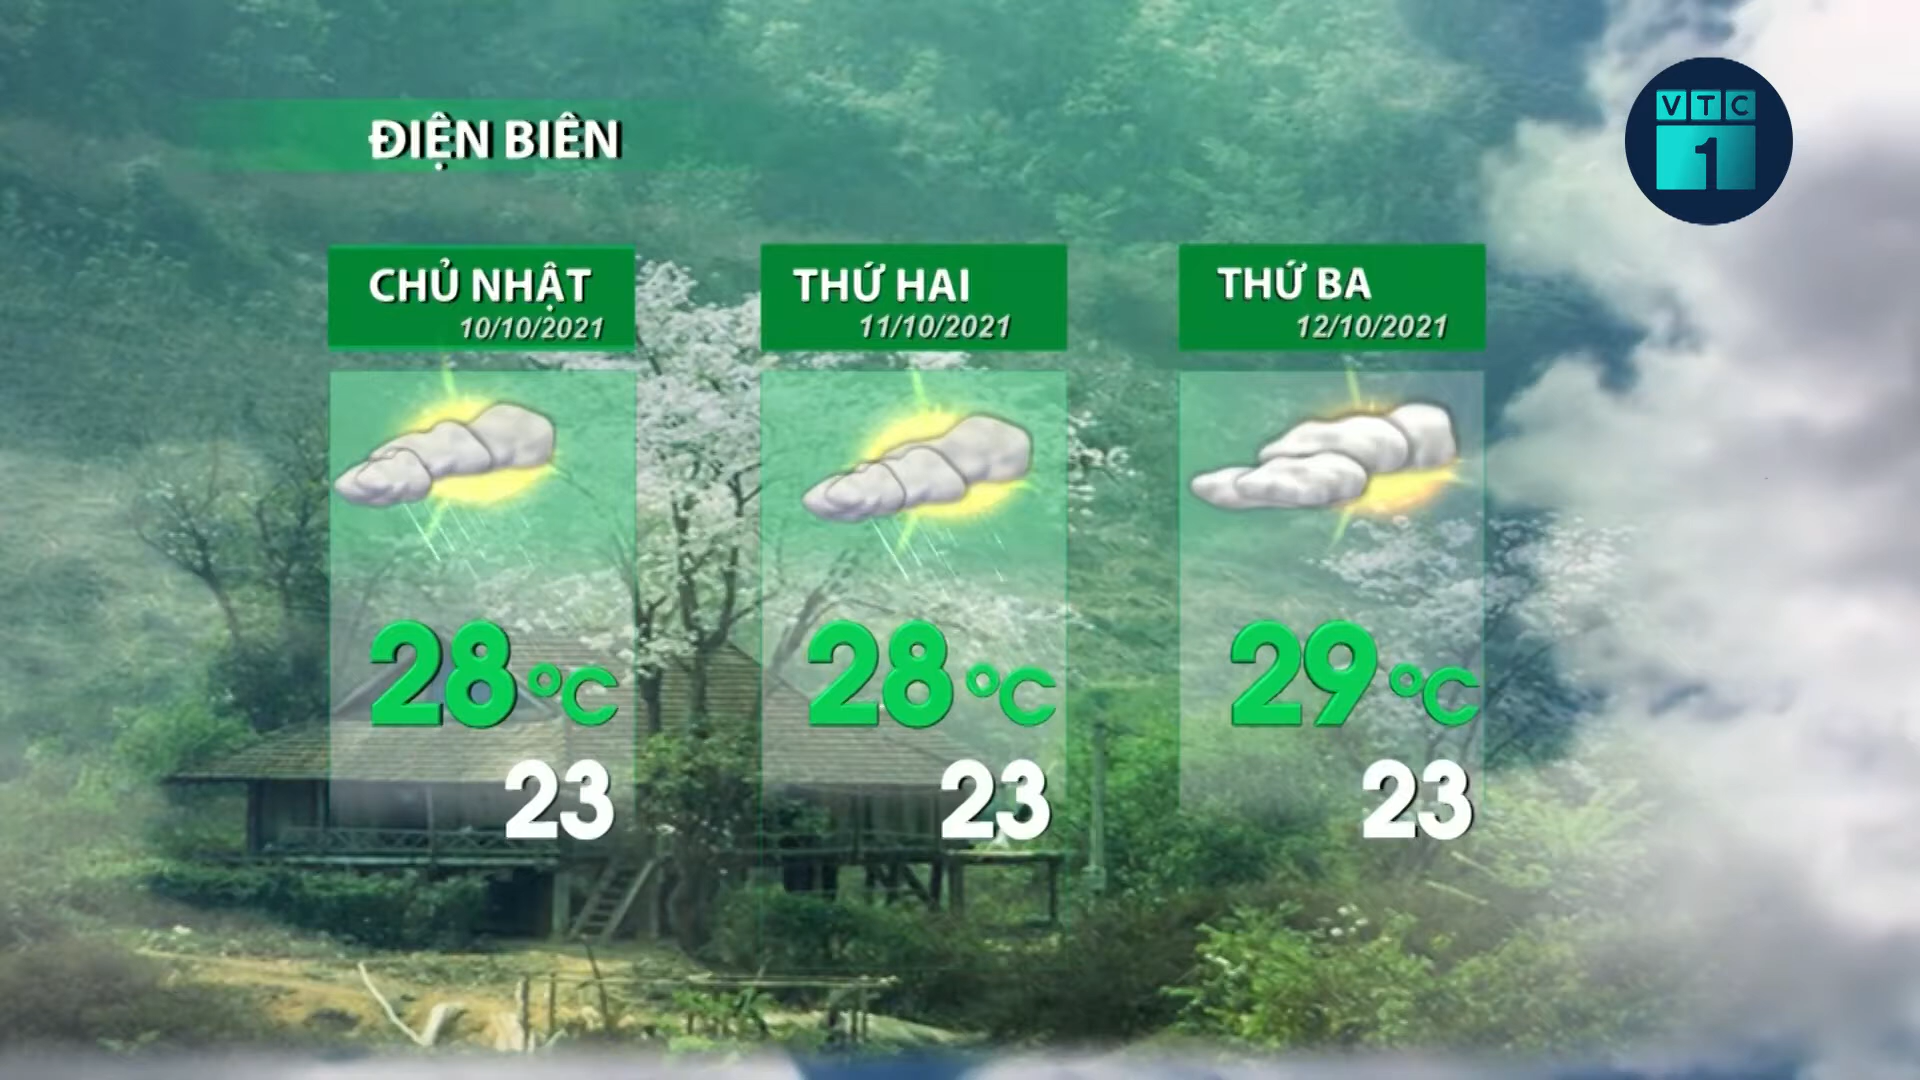 ĐIỆN BIÊN
VTC
1
CHỦ NHẬT
10/10/2021
THỨ HAI
11/10/2021
THỨ BA
12/10/2021
28°C
28°C
29°C
23
23
23